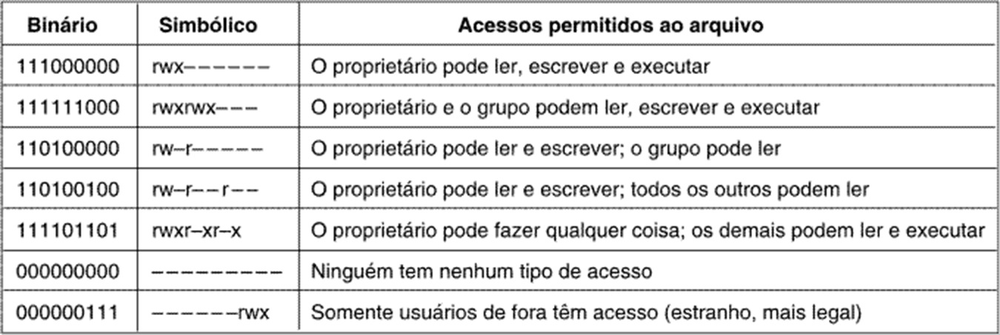 Binário Simbólico Acessos permitidos ao arquivo
111000000 rwx–––––– O proprietário pode ler, escrever e executar
111111000 rwxrwx––– O proprietário e o grupo podem ler, escrever e executar
110100000 rw–r––––– O proprietário pode ler e escrever; o grupo pode ler
110100100 rw–r––r–– O proprietário pode ler e escrever; todos os outros podem ler
111101101 rwxr–xr–x O proprietário pode fazer qualquer coisa; os demais podem ler e executar
000000000 ––––––––– Ninguém tem nenhum tipo de acesso
000000111 ––––––rwx Somente usuários de fora têm acesso (estranho, mais legal)